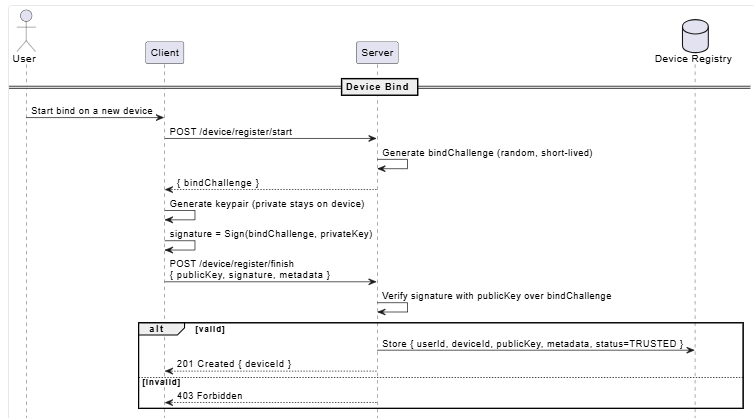 User
Client
Server
Device Registry
Device Bind
Start bind on a new device
POST /device/register/start
Generate bindChallenge (random, short-lived)
{ bindChallenge }
Generate keypair (private stays on device)
signature = Sign(bindChallenge, privateKey)
POST /device/register/finish
{ publicKey, signature, metadata }
Verify signature with publicKey over bindChallenge
alt [valid]
Store { userId, deviceId, publicKey, metadata, status=TRUSTED }
201 Created { deviceId }
[invalid]
403 Forbidden